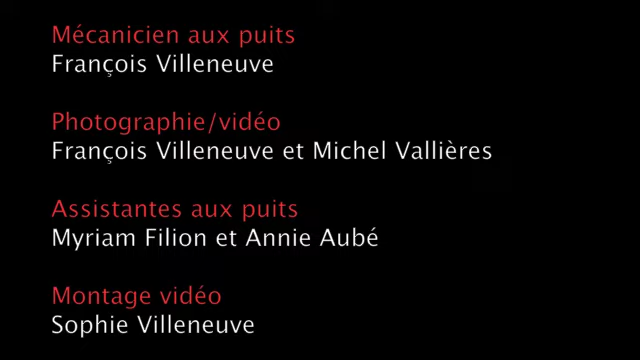 Mécanicien aux puits
François Villeneuve
Photographie/vidéo
François Villeneuve et Michel Vallières
Assistantes aux puits
Myriam Filion et Annie Aubé
Montage vidéo
Sophie Villeneuve